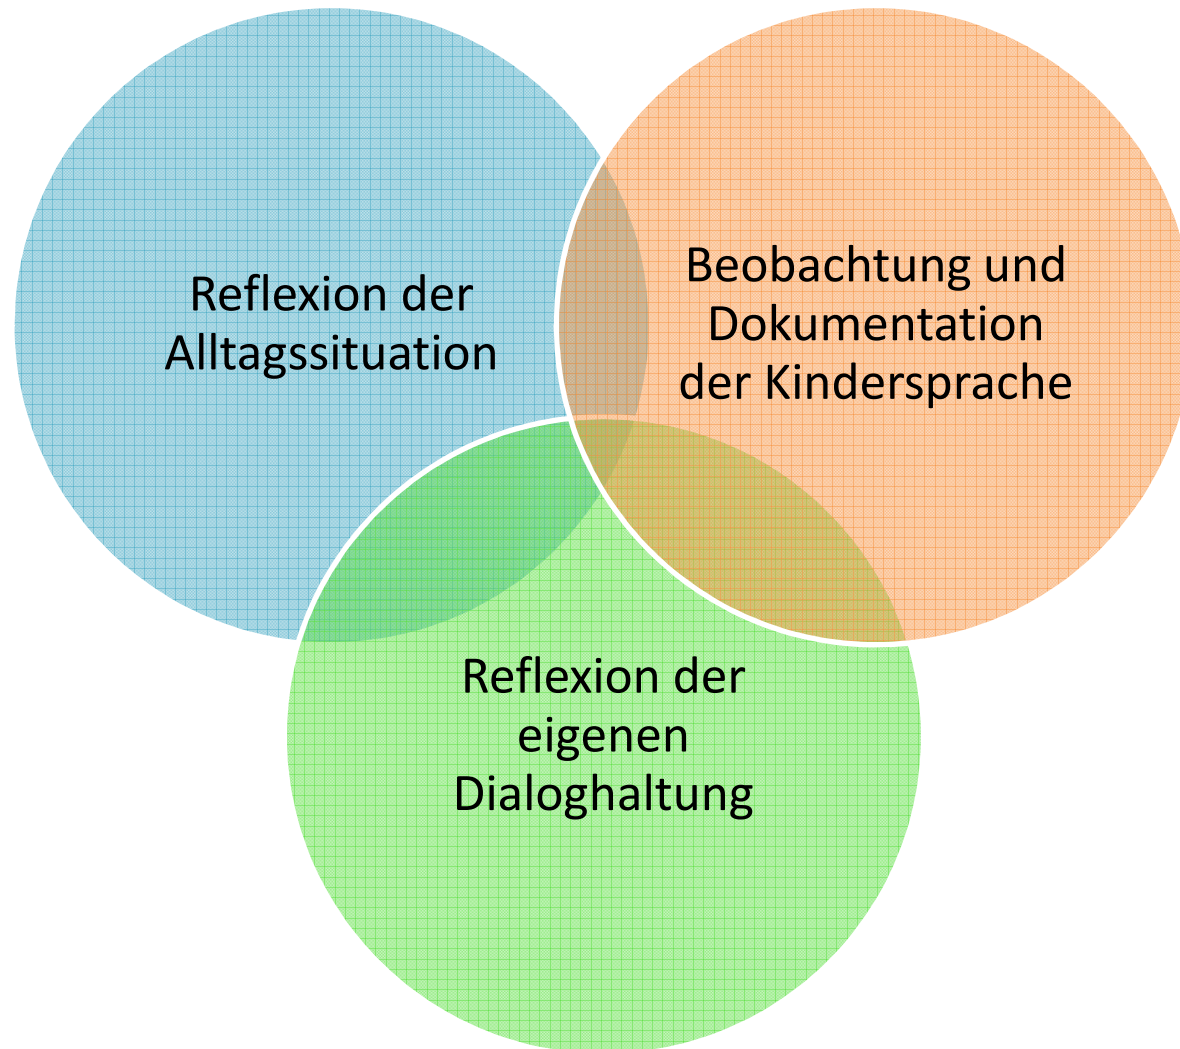 Reflexion der
Alltagssituation
Beobachtung und
Dokumentation
der Kindersprache
Reflexion der
eigenen
Dialoghaltung